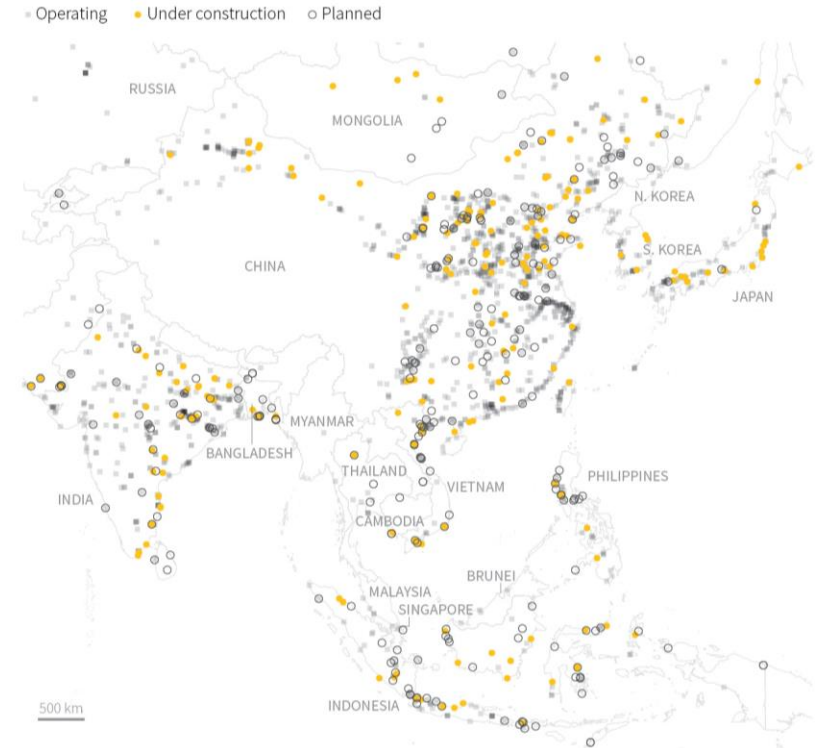 Operating Under construction Planned
RUSSIA
MONGOLIA
N. KOREA
S. KOREA
CHINA
JAPAN
MYANMAR
BANGLADESH
THAILAND
PHILIPPINES
VIETNAM
INDIA
CAMBODIA
BRUNEI
MALAYSIA
SINGAPORE
INDONESIA
500 km